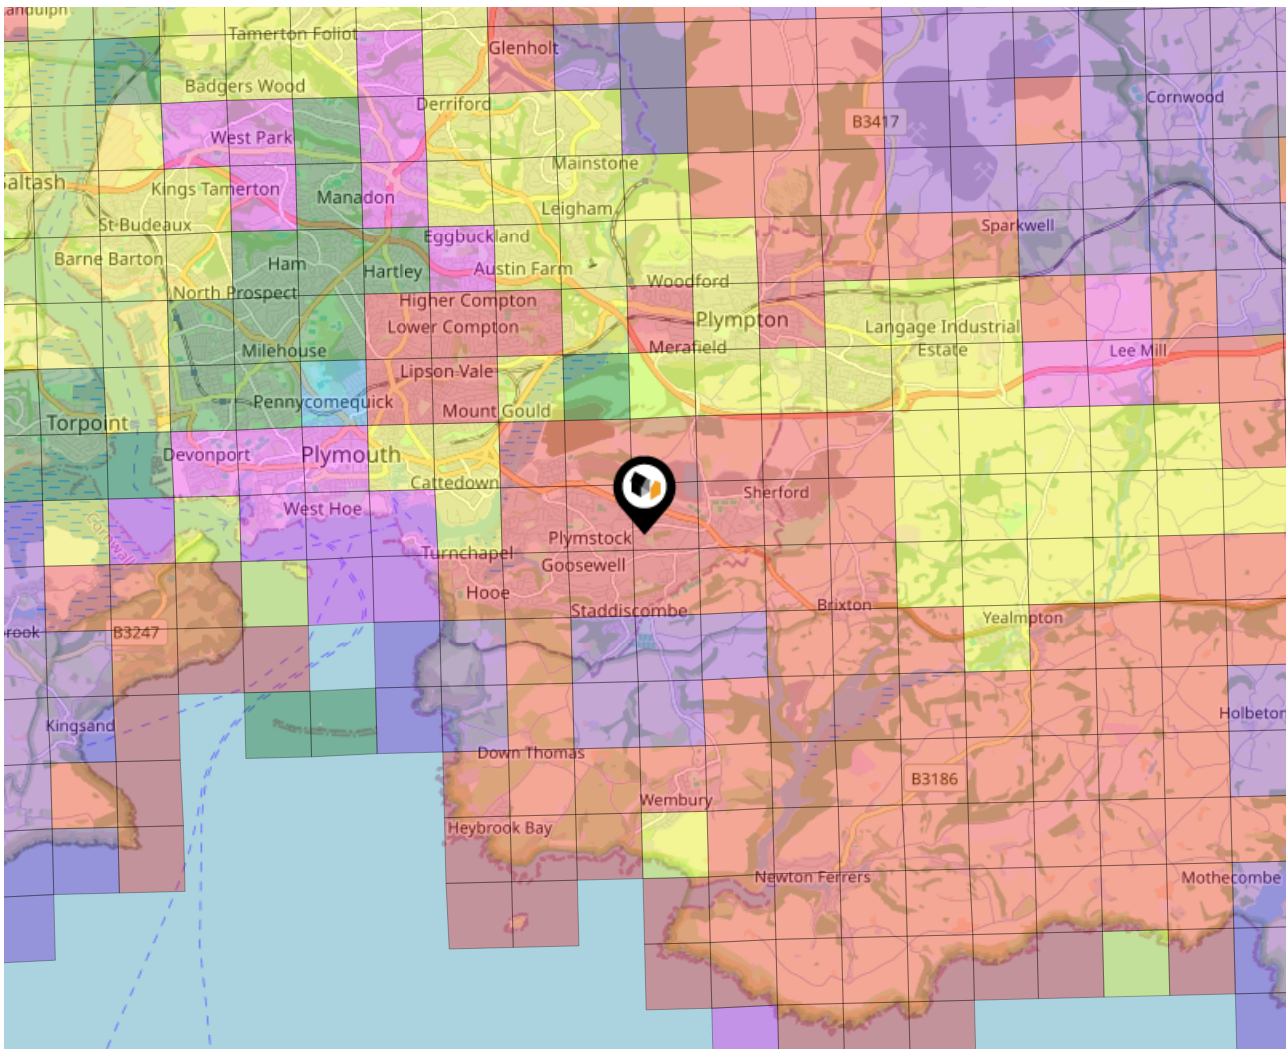 Tamerton Foliot
Glenholt
Badgers Wood
Derriford
Cornwood
B3417
West Park
Mainstone
Kings Tamerton
Manadon
Leigham
St Budeaux
Sparkwell
Eggbuckland
Barne Barton
Ham
Hartley
Austin Farm
Woodford
North Prospect
Higher Compton
Lower Compton
Plympton
Langage Industrial
Estate
Milehouse
Merafield
Lee Mill
Lipson Vale
Pennycomequick
Mount Gould
Torpoint
Devonport
Plymouth
Cattedown
Sherford
West Hoe
Cornwall
Plymstock
Turnchapel
Goosewell
Hooe
Staddiscombe
Brixton
Yealmpton
B3247
Kingsand
Down Thomas
B3186
Wembury
Heybrook Bay
Newton Ferrers
Mothecombe